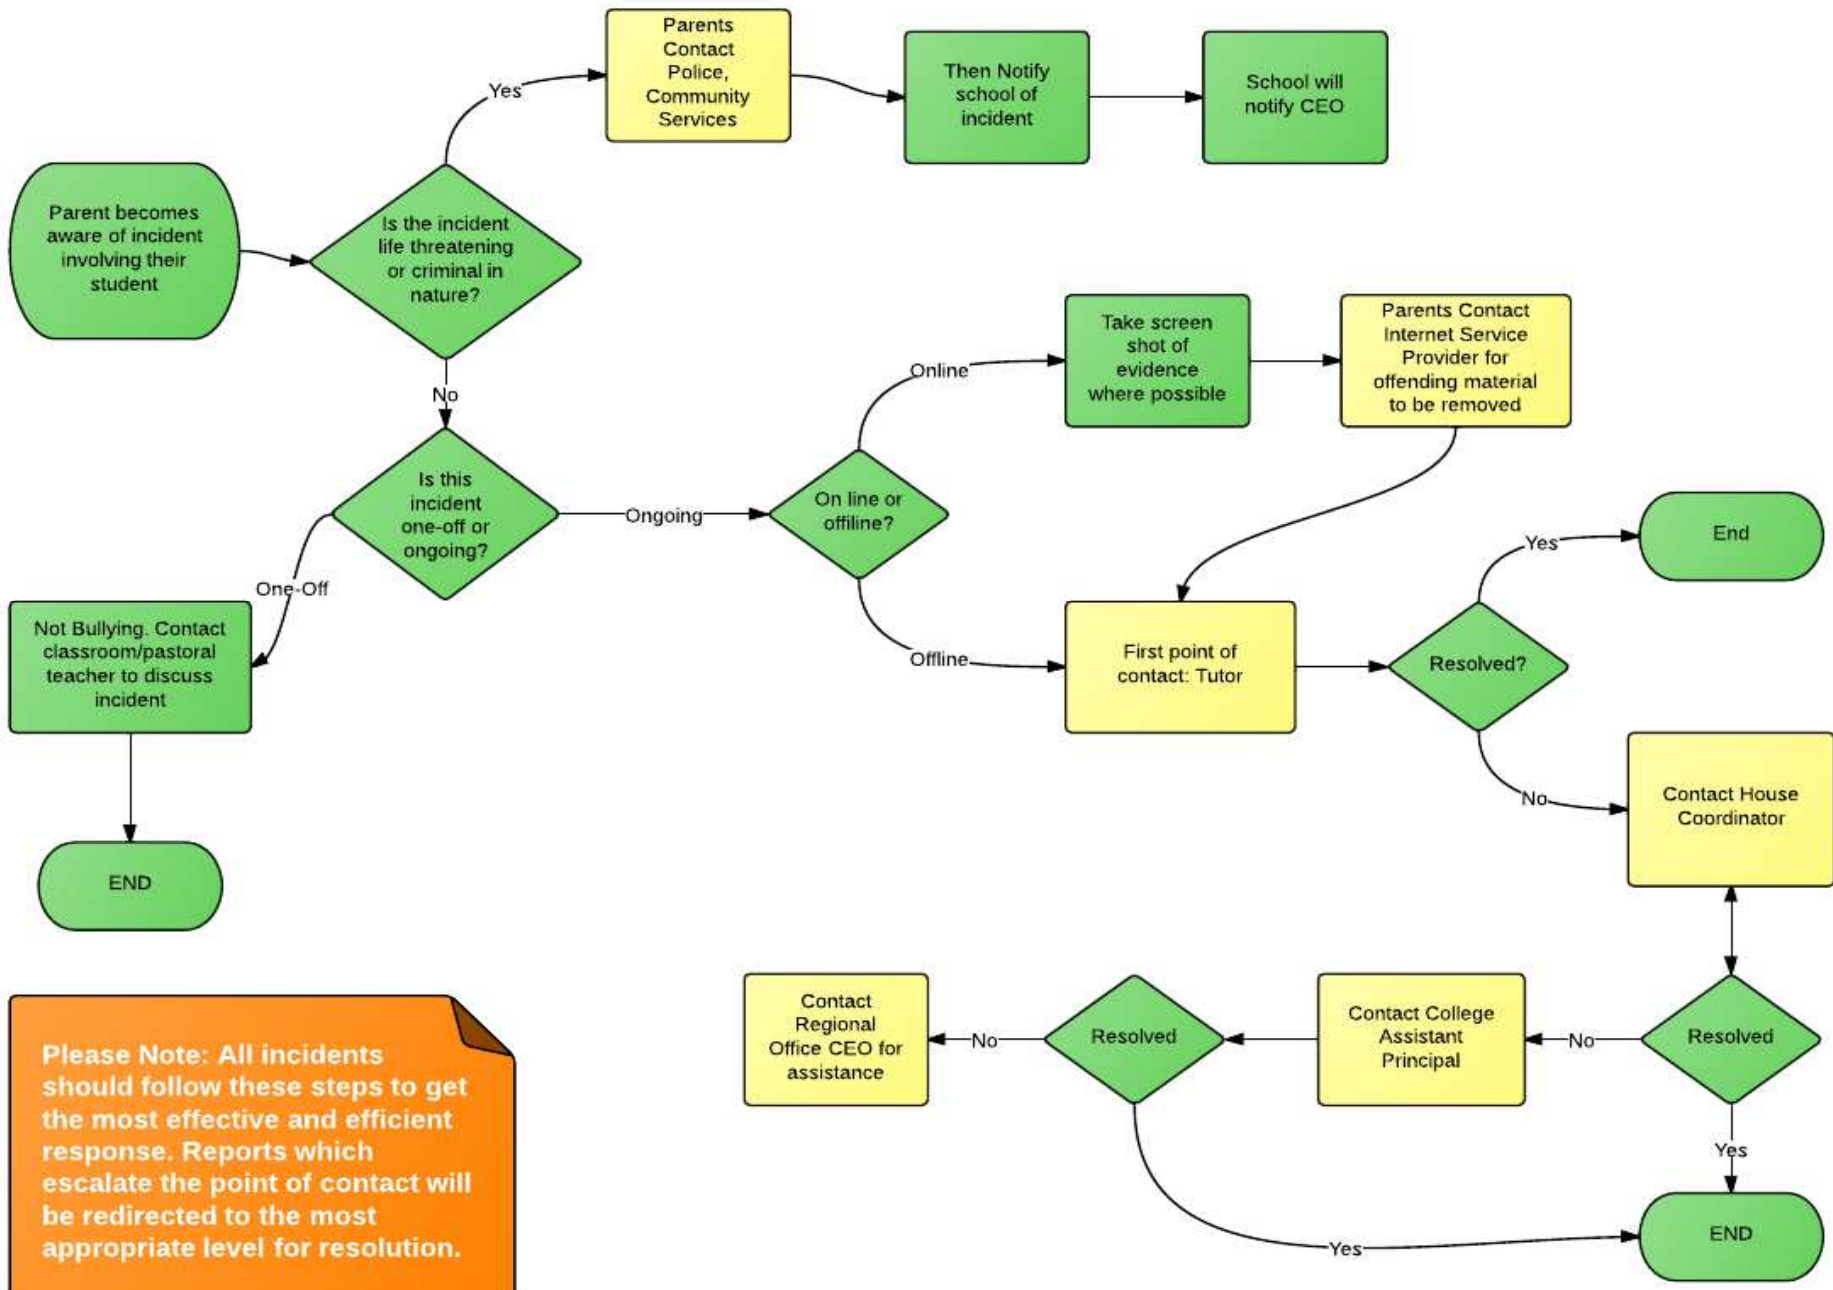 Parents
Contact
Police,
Community
Services
Then Notify
school of
incident
School will
notify CEO
Yes
Parent becomes
aware of incident
involving their
student
Is the incident
life threatening
or criminal in
nature?
No
Take screen
shot of
evidence
where possible
Parents Contact
Internet Service
Provider for
offending material
to be removed
Online
Is this
incident
one-off or
ongoing?
Ongoing
On line or
offiline?
End
Yes
One-Off
Not Bullying. Contact
classroom/pastoral
teacher to discuss
incident
Offline
First point of
contact: Tutor
Resolved?
No
Contact House
Coordinator
END
Contact
Regional
Office CEO for
assistance
No
Resolved
Contact College
Assistant
Principal
No
Resolved
Yes
END
Yes
Please Note: All incidents
should follow these steps to get
the most effective and efficient
response. Reports which
escalate the point of contact will
be redirected to the most
appropriate level for resolution.